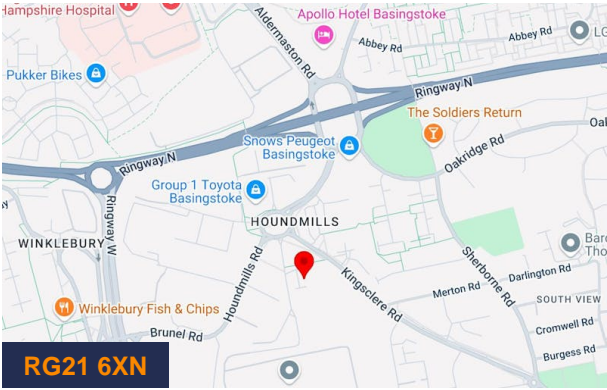 Hampshire Hospital
Apollo Hotel Basingstoke
Aldermaston Rd
Abbey Rd
Abbey Rd
LG
Pukker Bikes
Ringway N
The Soldiers Return
Snows Peugeot
Basingstoke
Oakridge Rd
Oa
Ringway N
Group 1 Toyota
Basingstoke
Ringway W
HOUNDMILLS
WINKLEBURY
Houndmills Rd
Kingsclere Rd
Sherborne Rd
Bar
Tho
Darlington Rd
Merton Rd
SOUTH VIEW
Winklebury Fish & Chips
Brunel Rd
Cromwell Rd
Burgess Rd
RG21 6XN